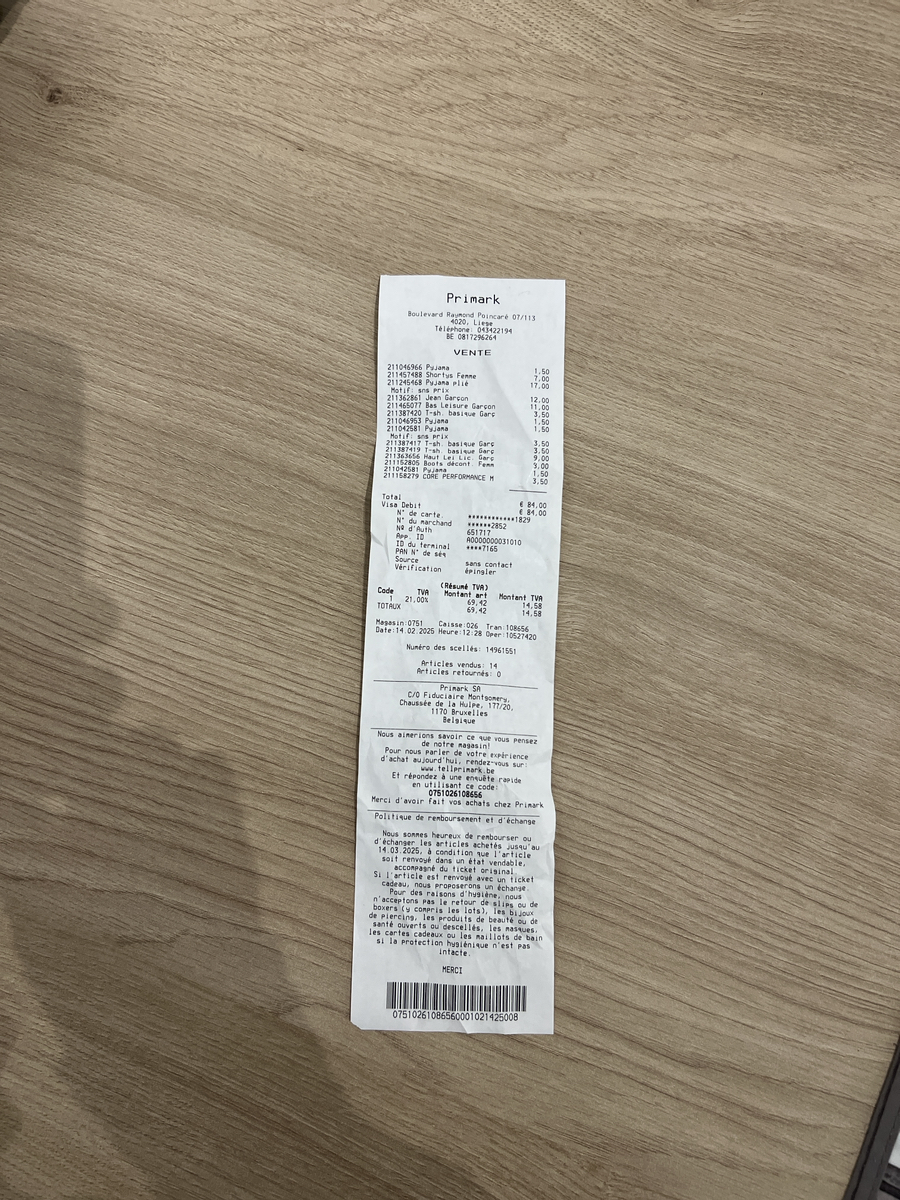 Primark
Boulevard Raymond Poincaré 07/113
4020, Liege
Téléphone: 043422194
BE 0817296264
VENTE
211046966 Pyjama 1,50
211457488 Shortys Femme 7,00
211245468 Pyjama plié 17,00
Motif: sns prix
211362861 Jean Garçon 12,00
211465077 Bas Leisure Garçon 11,00
211387420 T-sh. basique Garç 3,50
211046953 Pyjama 1,50
211042581 Pyjama 1,50
Motif: sns prix
211387417 T-sh. basique Garç 3,50
211387419 T-sh. basique Garç 3,50
211363656 Haut Lei Lic. Garç 9,00
211152805 Boots décont. Femm 3,00
211042581 Pyjama 1,50
211158279 CORE PERFORMANCE M 3,50
Total € 84,00
Visa Debit € 84,00
N° de carte. ************1829
N° du marchand ******2852
Nº d'Auth 651717
App. ID A0000000031010
ID du terminal ****7165
PAN N° de séq
Source sans contact
Vérification épingler
(Résumé TVA)
Code TVA Montant art Montant TVA
1 21,00% 69,42 14,58
TOTAUX 69,42 14,58
Magasin:0751 Caisse:026 Tran:108656
Date:14.02.2025 Heure:12:28 Oper:10527420
Numéro des scellés: 14961551
Articles vendus: 14
Articles retournés: 0
Primark SA
C/O Fiduciaire Montgomery,
Chaussée de la Hulpe, 177/20,
1170 Bruxelles
Belgique
Nous aimerions savoir ce que vous pensez
de notre magasin!
Pour nous parler de votre expérience
d'achat aujourd'hui, rendez-vous sur:
www.tellprimark.be
Et répondez à une enquête rapide
en utilisant ce code:
0751026108656
Merci d'avoir fait vos achats chez Primark
Politique de remboursement et d'échange
Nous sommes heureux de rembourser ou
d'échanger les articles achetés jusqu'au
14.03.2025, à condition que l'article
soit renvoyé dans un état vendable,
accompagné du ticket original.
Si l'article est renvoyé avec un ticket
cadeau, nous proposerons un échange.
Pour des raisons d'hygiène, nous
n'acceptons pas le retour de slips ou de
boxers (y compris les lots), les bijoux
de piercing, les produits de beauté ou de
santé ouverts ou descellés, les masques,
les cartes cadeaux ou les maillots de bain
si la protection hygiénique n'est pas
intacte.
MERCI
07510261086560001021425008